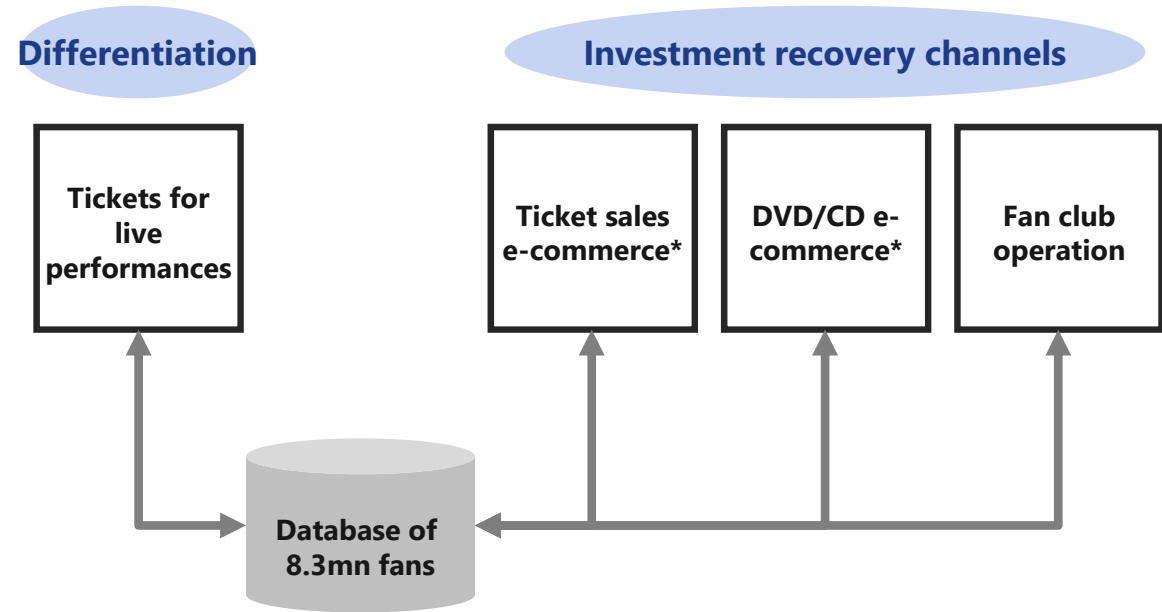 Differentiation
Investment recovery channels
Tickets for
live
performances
Ticket sales
e-commerce*
DVD/CD e-
commerce*
Fan club
operation
Database of
8.3mn fans